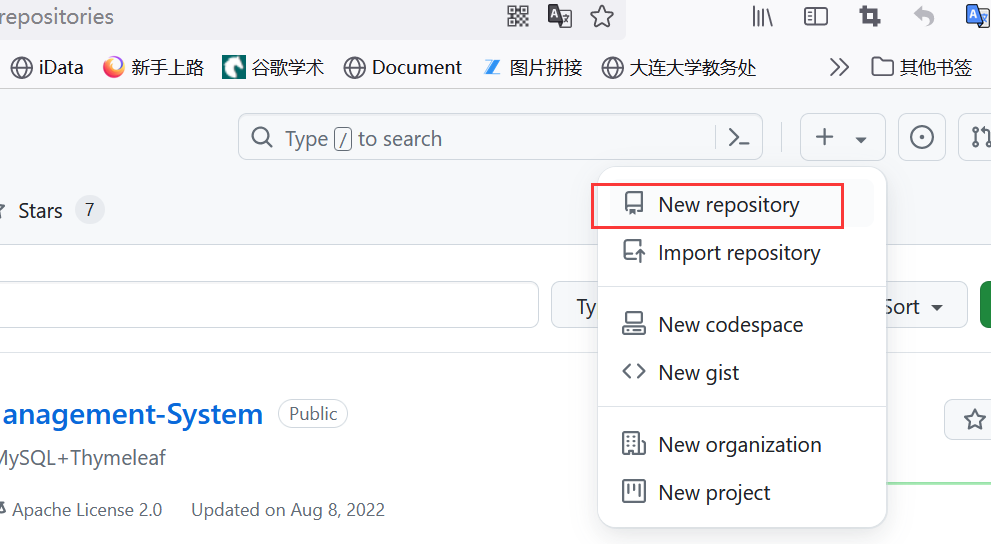 repositories
iData
新手上路
谷歌学术
Document
图片拼接
大连大学教务处
其他书签
Type / to search
Stars 7
New repository
Import repository
Ty
Sort
New codespace
New gist
anagement-System Public
New organization
MySQL+Thymeleaf
New project
Apache License 2.0 Updated on Aug 8, 2022